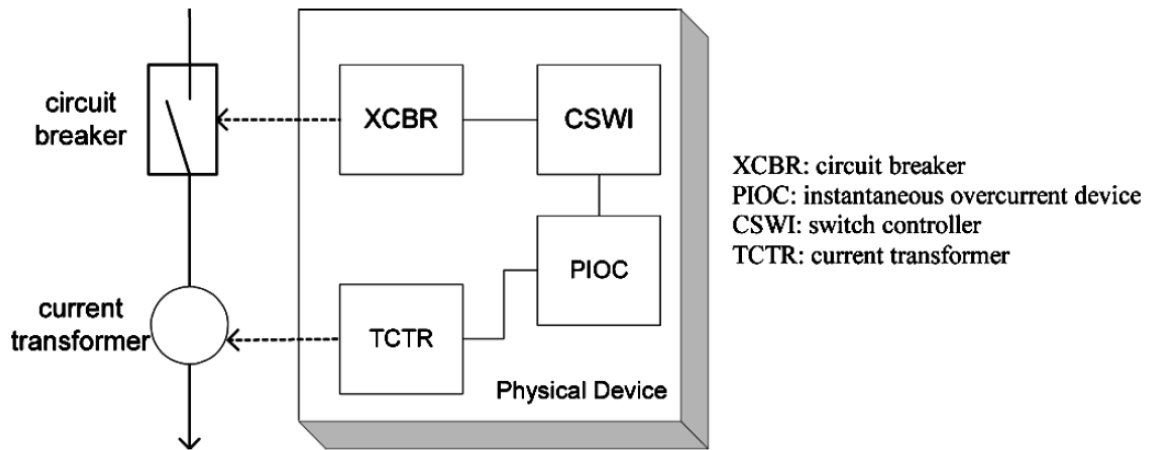 circuit
breaker
XCBR
CSWI
PIOC
current
transformer
TCTR
Physical Device
XCBR: circuit breaker
PIOC: instantaneous overcurrent device
CSWI: switch controller
TCTR: current transformer